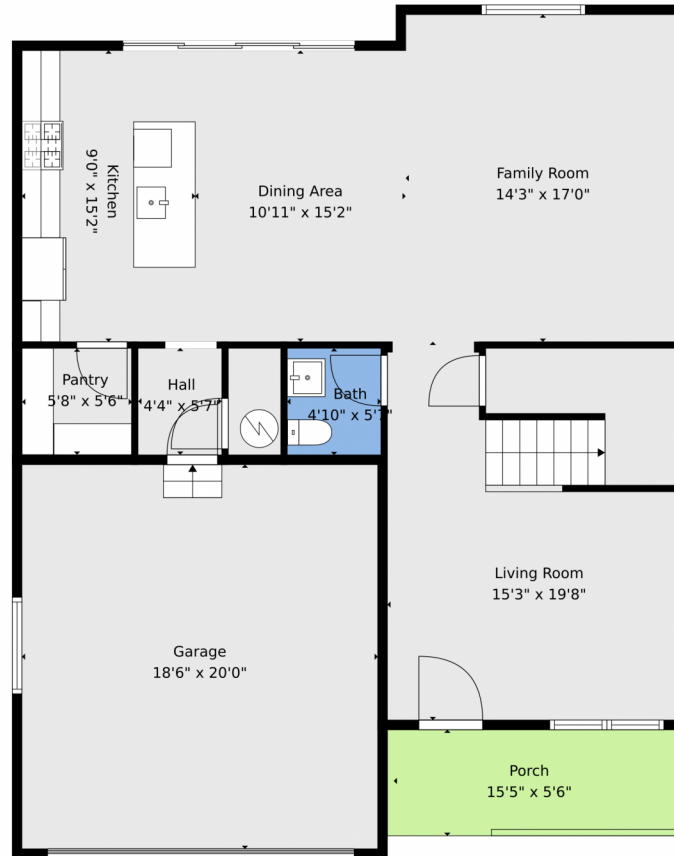 Kitchen
9'0" x 15'2"
Dining Area
10'11" x 15'2"
Family Room
14'3" x 17'0"
Pantry
5'8" x 5'6"
Hall
4'4" x 5'7"
Bath
4'10" x 5'7"
Living Room
15'3" x 19'8"
Garage
18'6" x 20'0"
Porch
15'5" x 5'6"